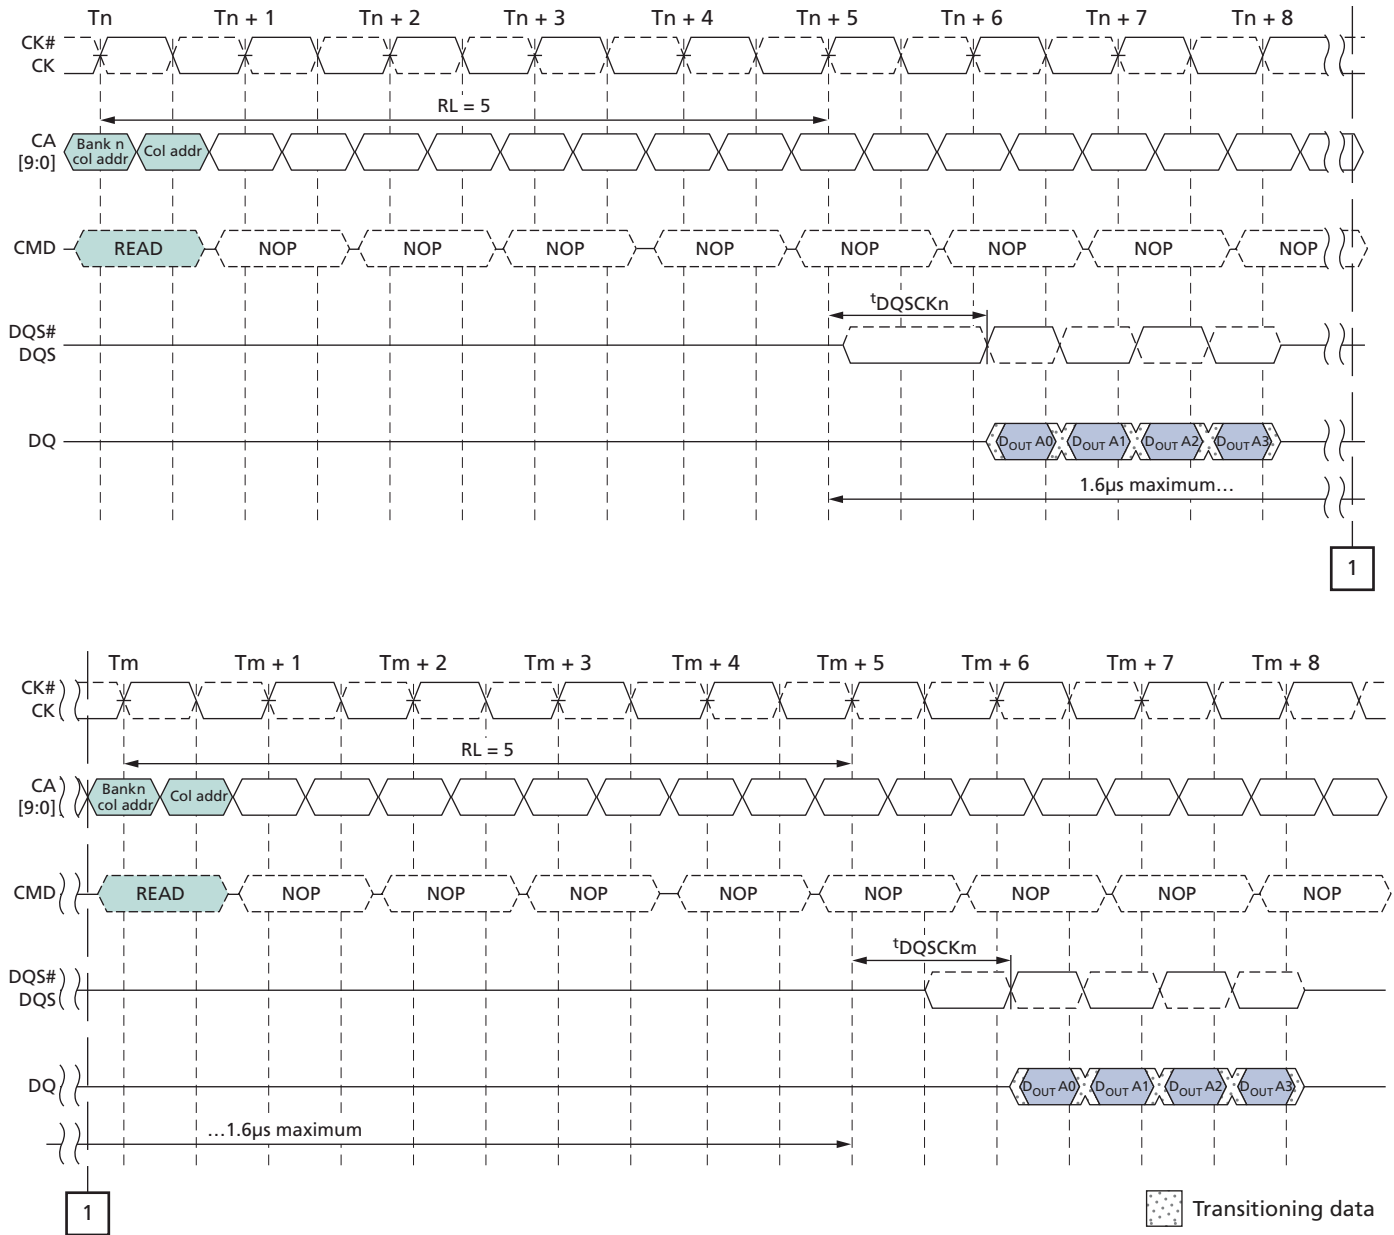 Tn Tn + 1 Tn + 2 Tn + 3 Tn + 4 Tn + 5 Tn + 6 Tn + 7 Tn + 8
CK#
CK
RL = 5
CA
[9:0]
Bank n
col addr
Col addr
CMD READ NOP NOP NOP NOP NOP NOP NOP NOP
tDQSCKn
DQS#
DQS
DQ DOUT A0 DOUT A1 DOUT A2 DOUT A3
1.6µs maximum…
1
Tm Tm + 1 Tm + 2 Tm + 3 Tm + 4 Tm + 5 Tm + 6 Tm + 7 Tm + 8
CK#
CK
RL = 5
CA
[9:0]
Bankn
col addr
Col addr
CMD READ NOP NOP NOP NOP NOP NOP NOP NOP
tDQSCKm
DQS#
DQS
DQ DOUT A0 DOUT A1 DOUT A2 DOUT A3
…1.6µs maximum
1
Transitioning data